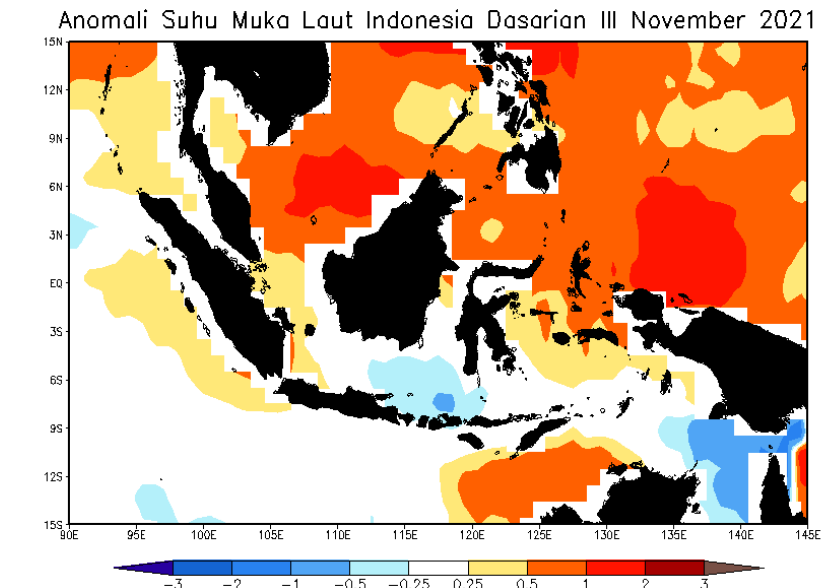 Anomali Suhu Muka Laut Indonesia Dasarian III November 2021
15N
12N
9N
6N
3N
EQ
3S
6S
9S
12S
15S
90E 95E 100E 105E 110E 115E 120E 125E 130E 135E 140E 145E
-3 -2 -1 -0.5 -0.25 0.25 0.5 1 2 3